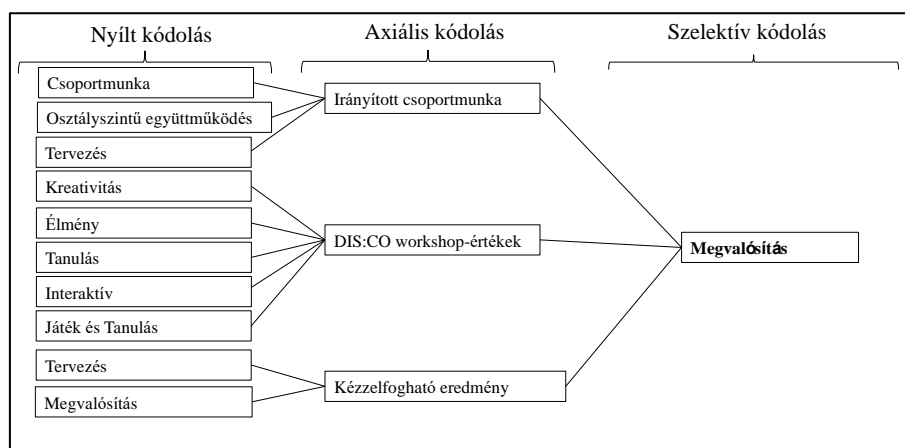 Nyílt kódolás
Axiális kódolás
Szelektív kódolás
Csoportmunka
Osztályszintű együttműködés
Tervezés
Kreativitás
Élmény
Tanulás
Interaktív
Játék és Tanulás
Tervezés
Megvalósítás
Irányított csoportmunka
DIS:CO workshop-értékek
Kézzelfogható eredmény
Megvalósítás